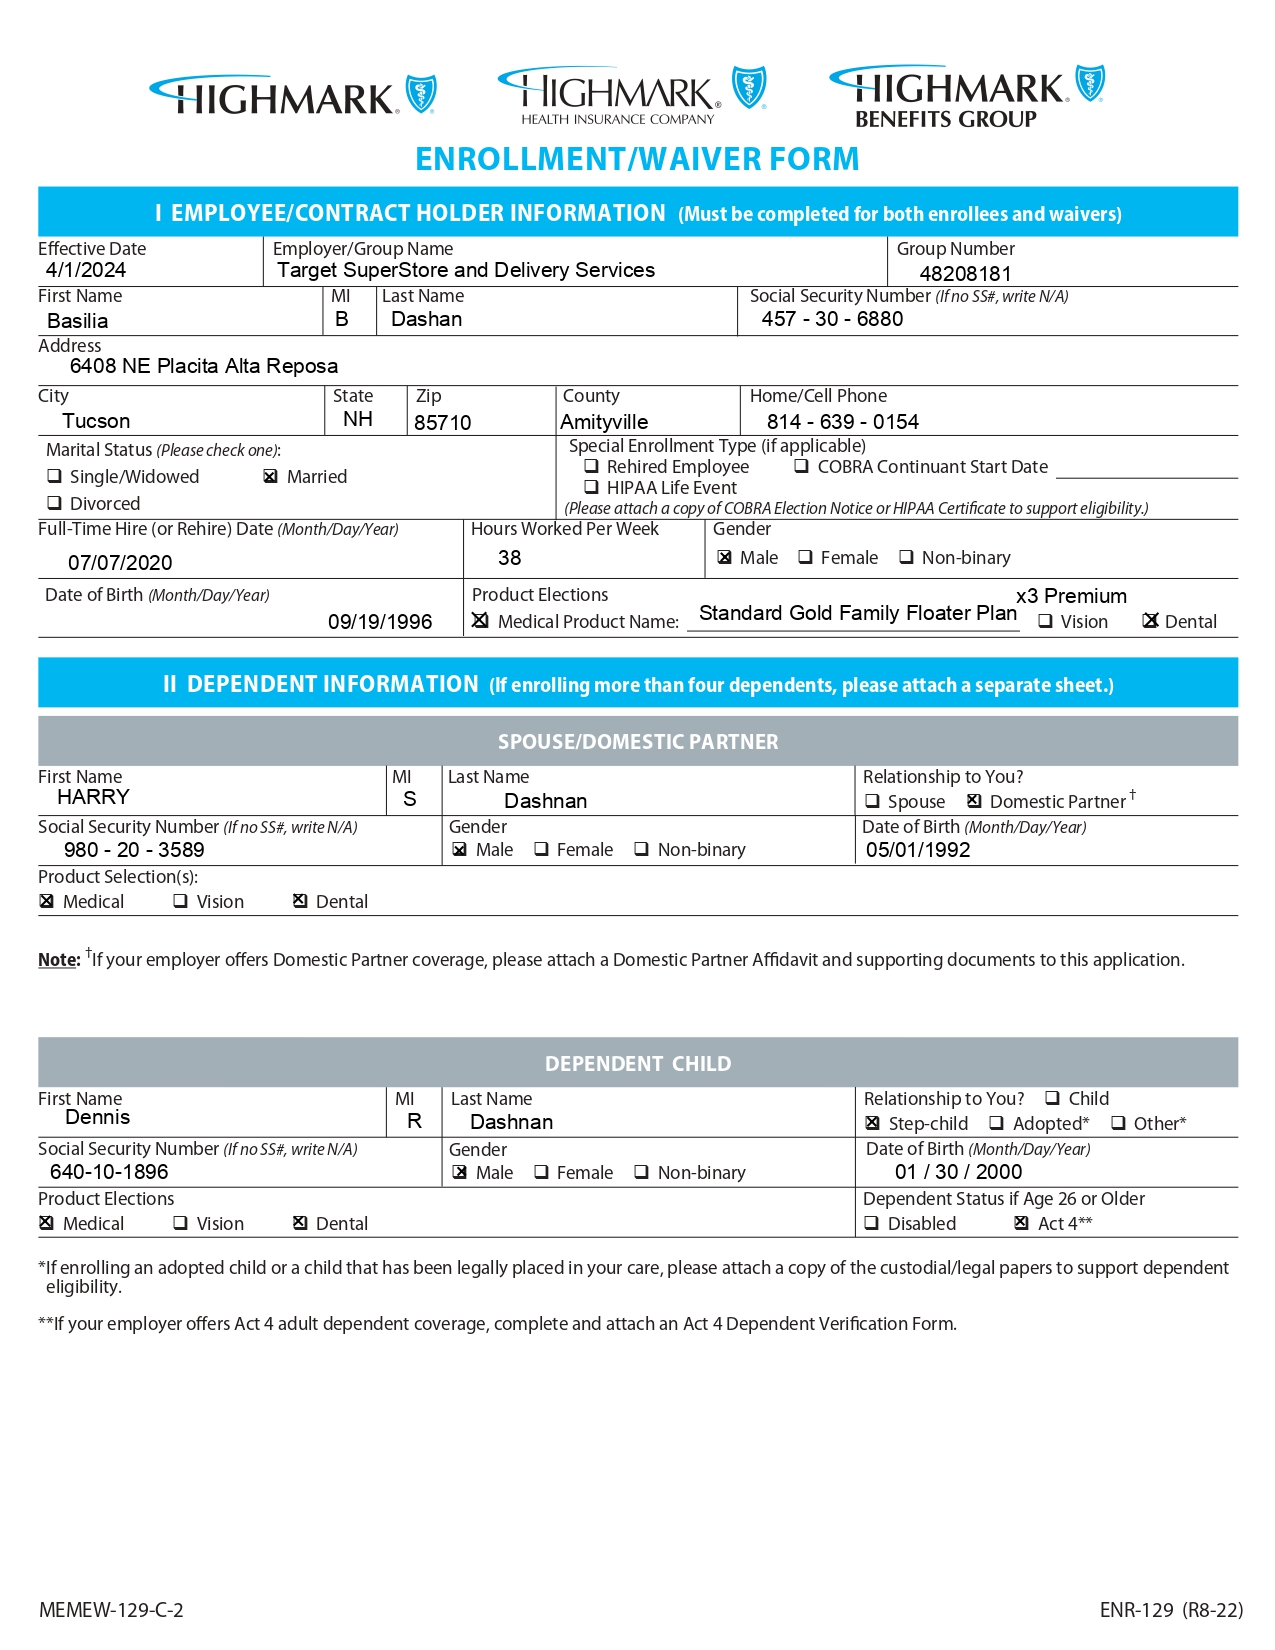 HIGHMARK® HIGHMARK® HIGHMARK®
HEALTH INSURANCE COMPANY BENEFITS GROUP
ENROLLMENT/WAIVER FORM
I EMPLOYEE/CONTRACT HOLDER INFORMATION (Must be completed for both enrollees and waivers)
Effective Date Employer/Group Name Group Number
4/1/2024 Target SuperStore and Delivery Services 48208181
First Name MI Last Name Social Security Number (If no SS#, write N/A)
Basilia B Dashan 457 - 30 - 6880
Address
6408 NE Placita Alta Reposa
City State Zip County Home/Cell Phone
Tucson NH 85710 Amityville 814 - 639 - 0154
Marital Status (Please check one): Special Enrollment Type (if applicable)
❑ Single/Widowed ☒ Married ❑ Rehired Employee ❑ COBRA Continuant Start Date
❑ Divorced ❑ HIPAA Life Event
(Please attach a copy of COBRA Election Notice or HIPAA Certificate to support eligibility.)
Full-Time Hire (or Rehire) Date (Month/Day/Year) Hours Worked Per Week Gender
07/07/2020 38 ☒ Male ❑ Female ❑ Non-binary
Date of Birth (Month/Day/Year) Product Elections x3 Premium
09/19/1996 ☒ Medical Product Name: Standard Gold Family Floater Plan ❑ Vision ☒ Dental
II DEPENDENT INFORMATION (If enrolling more than four dependents, please attach a separate sheet.)
SPOUSE/DOMESTIC PARTNER
First Name MI Last Name Relationship to You?
HARRY S Dashnan ❑ Spouse ☒ Domestic Partner †
Social Security Number (If no SS#, write N/A) Gender Date of Birth (Month/Day/Year)
980 - 20 - 3589 ☒ Male ❑ Female ❑ Non-binary 05/01/1992
Product Selection(s):
☒ Medical ❑ Vision ☒ Dental
Note: †If your employer offers Domestic Partner coverage, please attach a Domestic Partner Affidavit and supporting documents to this application.
DEPENDENT CHILD
First Name MI Last Name Relationship to You? ❑ Child
Dennis R Dashnan ☒ Step-child ❑ Adopted* ❑ Other*
Social Security Number (If no SS#, write N/A) Gender Date of Birth (Month/Day/Year)
640-10-1896 ☒ Male ❑ Female ❑ Non-binary 01 / 30 / 2000
Product Elections Dependent Status if Age 26 or Older
☒ Medical ❑ Vision ☒ Dental ❑ Disabled ☒ Act 4**
*If enrolling an adopted child or a child that has been legally placed in your care, please attach a copy of the custodial/legal papers to support dependent
eligibility.
**If your employer offers Act 4 adult dependent coverage, complete and attach an Act 4 Dependent Verification Form.
MEMEW-129-C-2 ENR-129 (R8-22)